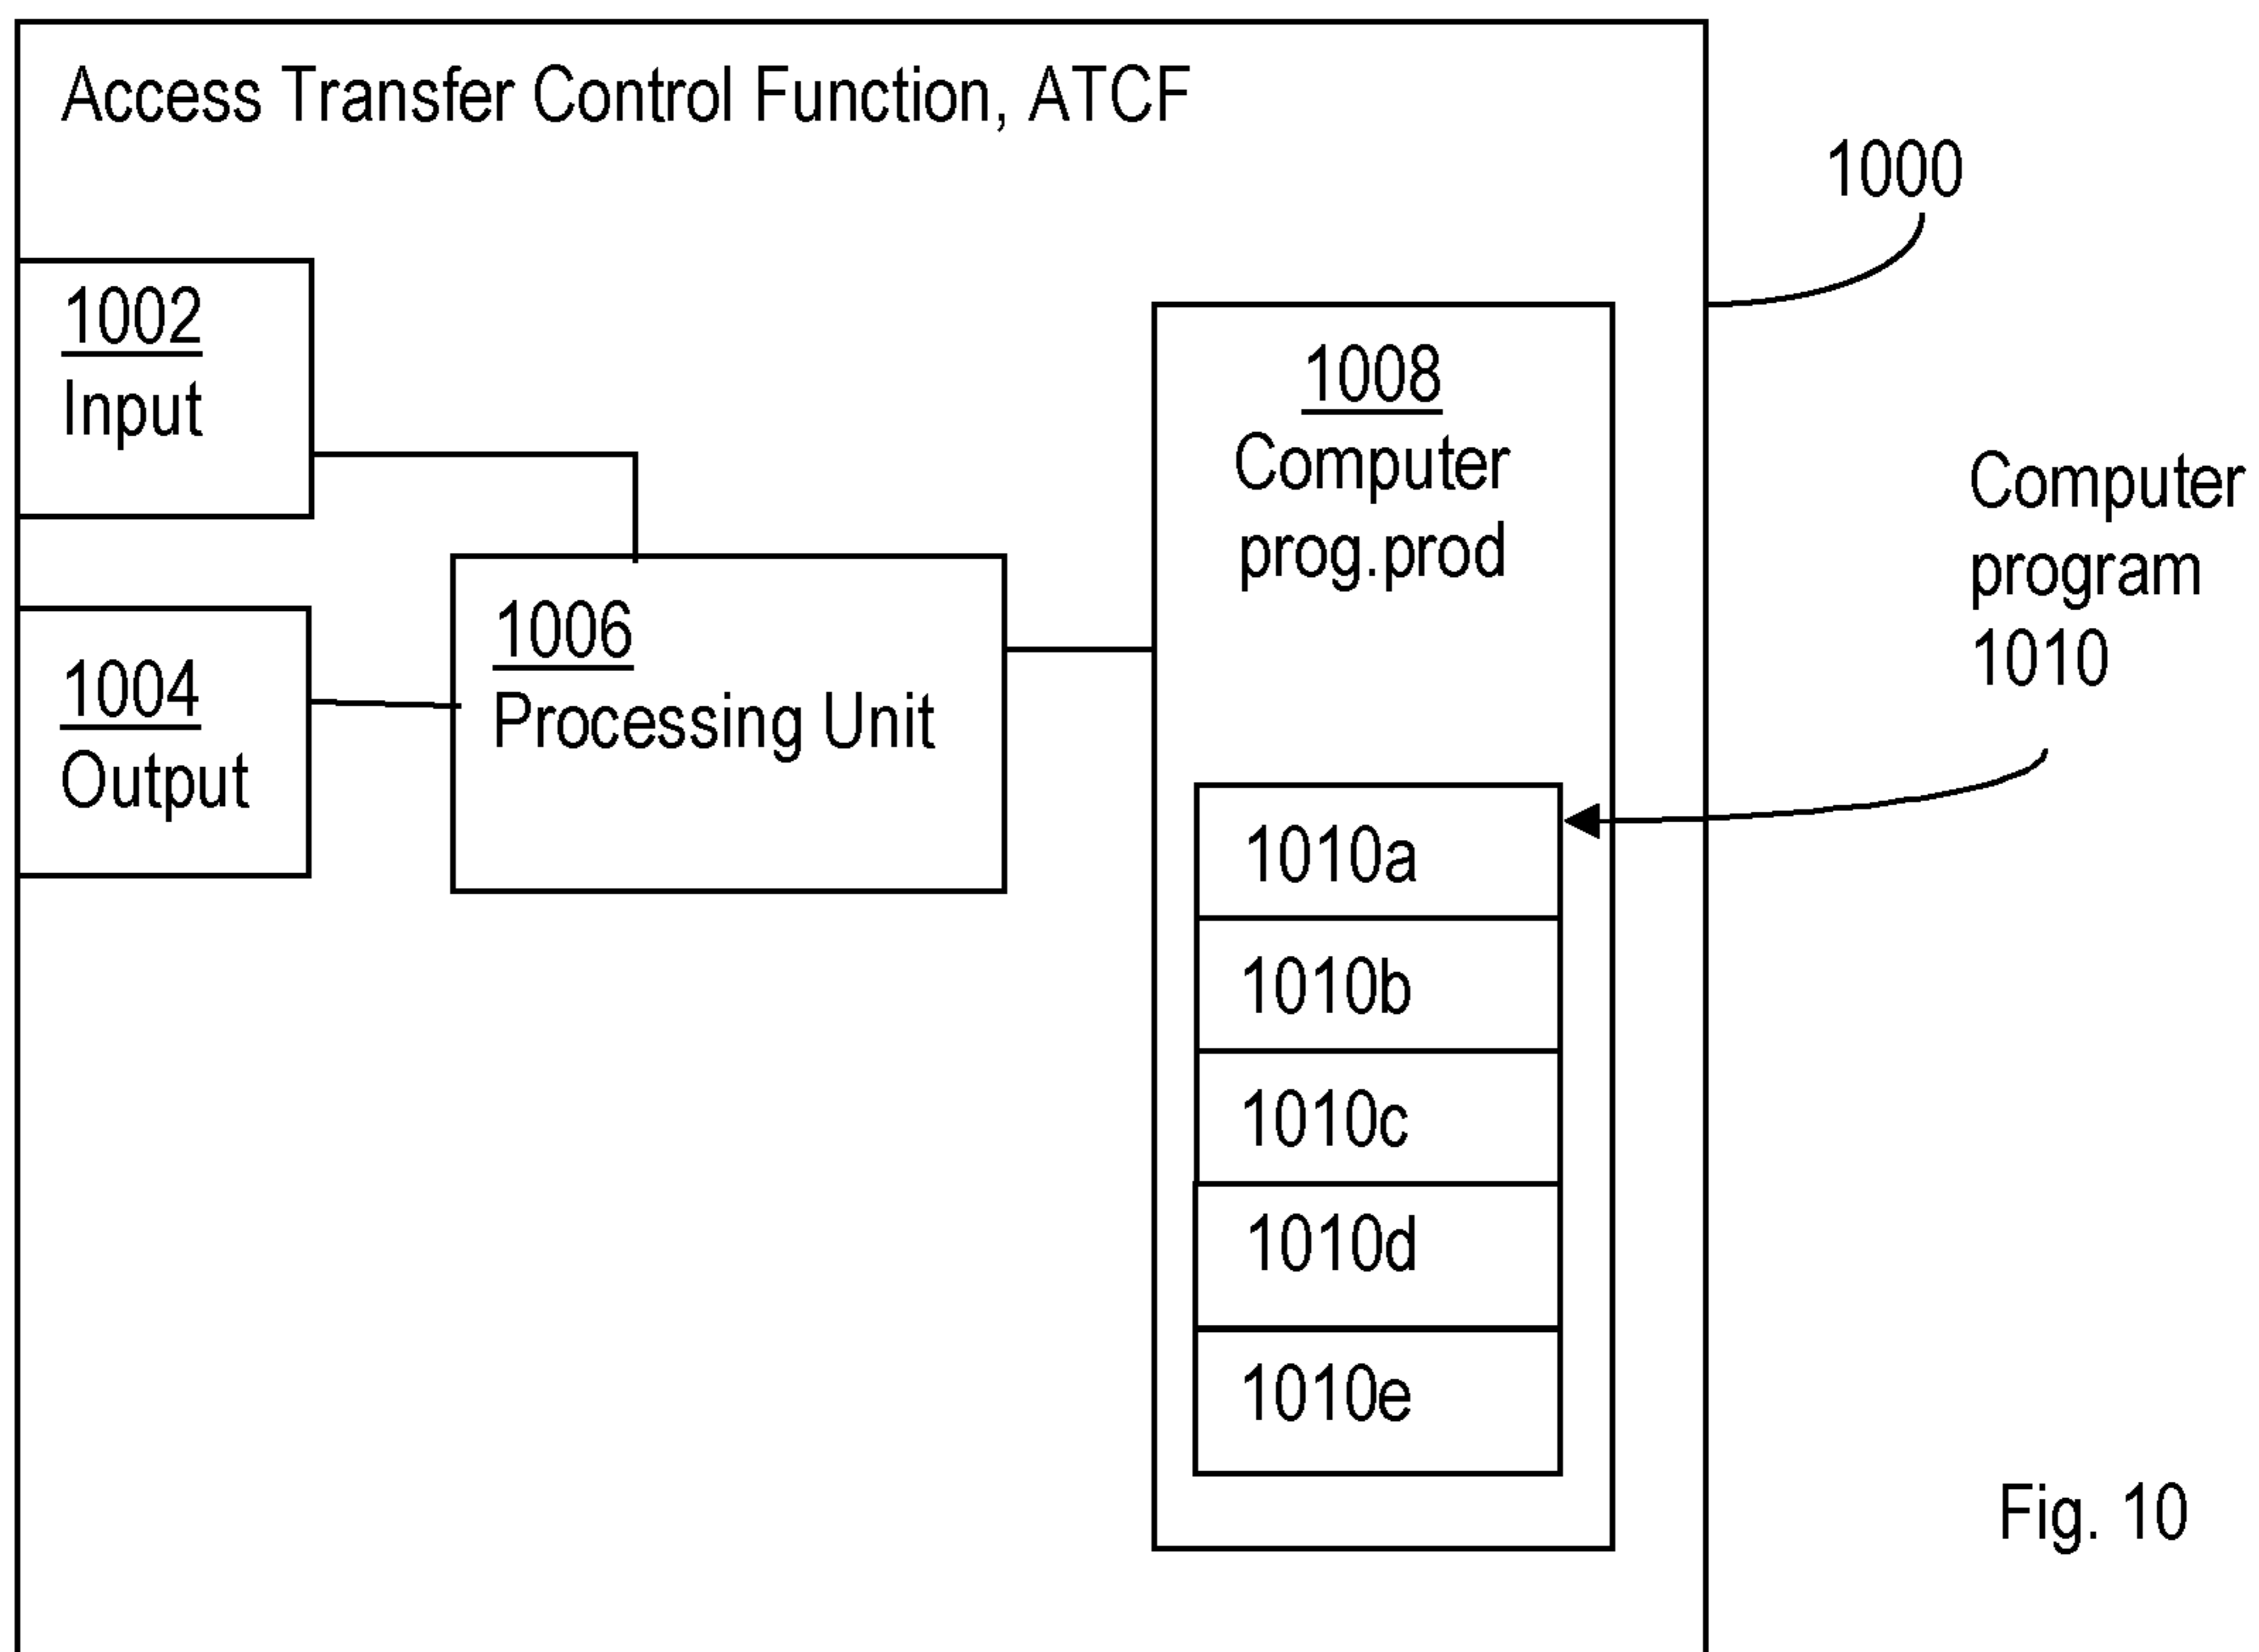 Access Transfer Control Function, ATCF
1000
1002
Input
1004
Output
1006
Processing Unit
1008
Computer
prog.prod
1010a
1010b
1010c
1010d
1010e
Computer
program
1010
Fig. 10